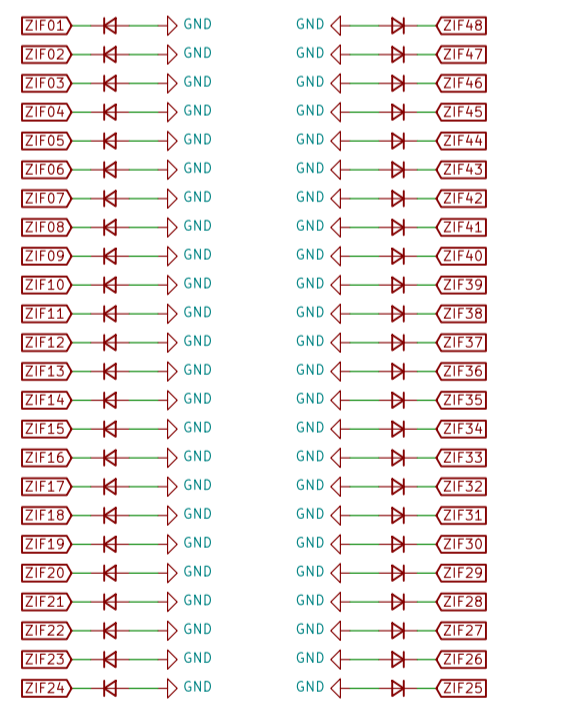 ZIF01 GND GND ZIF48
ZIF02 GND GND ZIF47
ZIF03 GND GND ZIF46
ZIF04 GND GND ZIF45
ZIF05 GND GND ZIF44
ZIF06 GND GND ZIF43
ZIF07 GND GND ZIF42
ZIF08 GND GND ZIF41
ZIF09 GND GND ZIF40
ZIF10 GND GND ZIF39
ZIF11 GND GND ZIF38
ZIF12 GND GND ZIF37
ZIF13 GND GND ZIF36
ZIF14 GND GND ZIF35
ZIF15 GND GND ZIF34
ZIF16 GND GND ZIF33
ZIF17 GND GND ZIF32
ZIF18 GND GND ZIF31
ZIF19 GND GND ZIF30
ZIF20 GND GND ZIF29
ZIF21 GND GND ZIF28
ZIF22 GND GND ZIF27
ZIF23 GND GND ZIF26
ZIF24 GND GND ZIF25